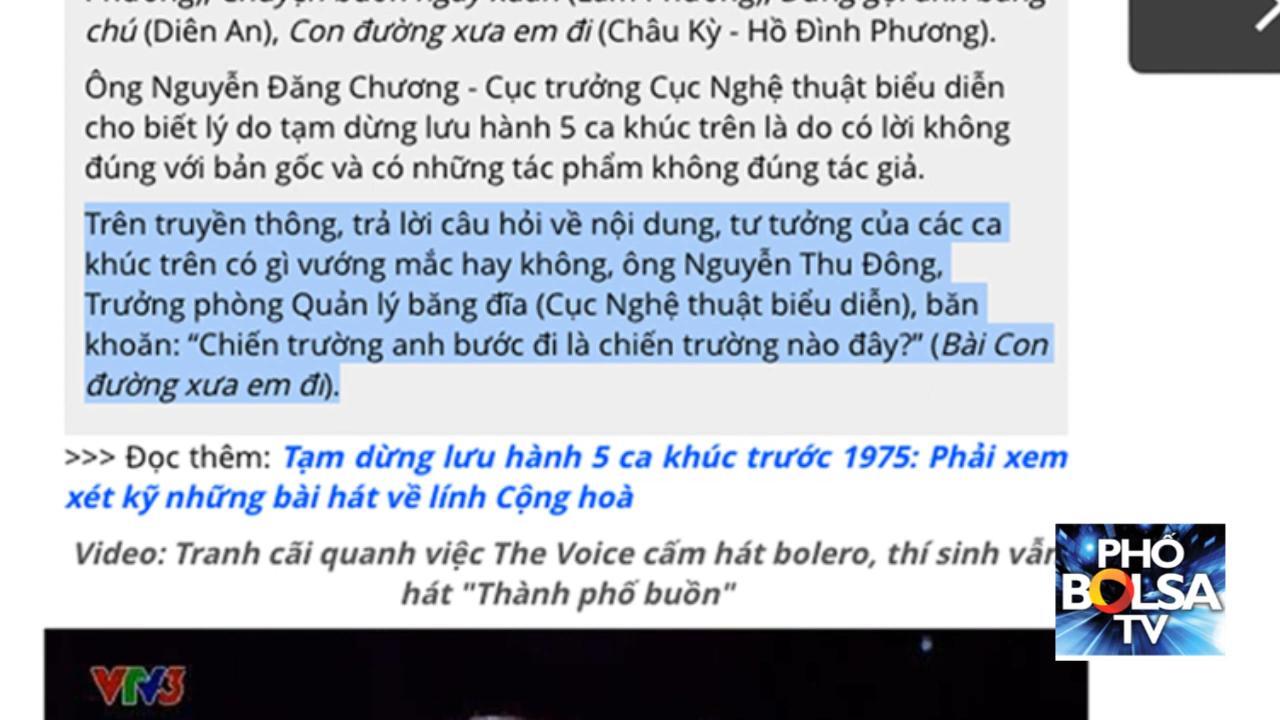 chú (Diên An), Con đường xưa em đi (Châu Kỳ - Hồ Đình Phương).
Ông Nguyễn Đăng Chương - Cục trưởng Cục Nghệ thuật biểu diễn
cho biết lý do tạm dừng lưu hành 5 ca khúc trên là do có lời không
đúng với bản gốc và có những tác phẩm không đúng tác giả.
Trên truyền thông, trả lời câu hỏi về nội dung, tư tưởng của các ca
khúc trên có gì vướng mắc hay không, ông Nguyễn Thu Đông,
Trưởng phòng Quản lý băng đĩa (Cục Nghệ thuật biểu diễn), băn
khoăn: “Chiến trường anh bước đi là chiến trường nào đây?” (Bài Con
đường xưa em đi).
>>> Đọc thêm: Tạm dừng lưu hành 5 ca khúc trước 1975: Phải xem
xét kỹ những bài hát về lính Cộng hoà
Video: Tranh cãi quanh việc The Voice cấm hát bolero, thí sinh vẫn
hát "Thành phố buồn"
PHỐ
BOLSA
TV
VTV3